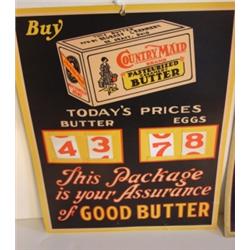 Buy
COUNTRY MAID
BRAND
PASTEURIZED
BUTTER
TODAY'S PRICES
BUTTER EGGS
43 78
This Package
is your Assurance
of GOOD BUTTER